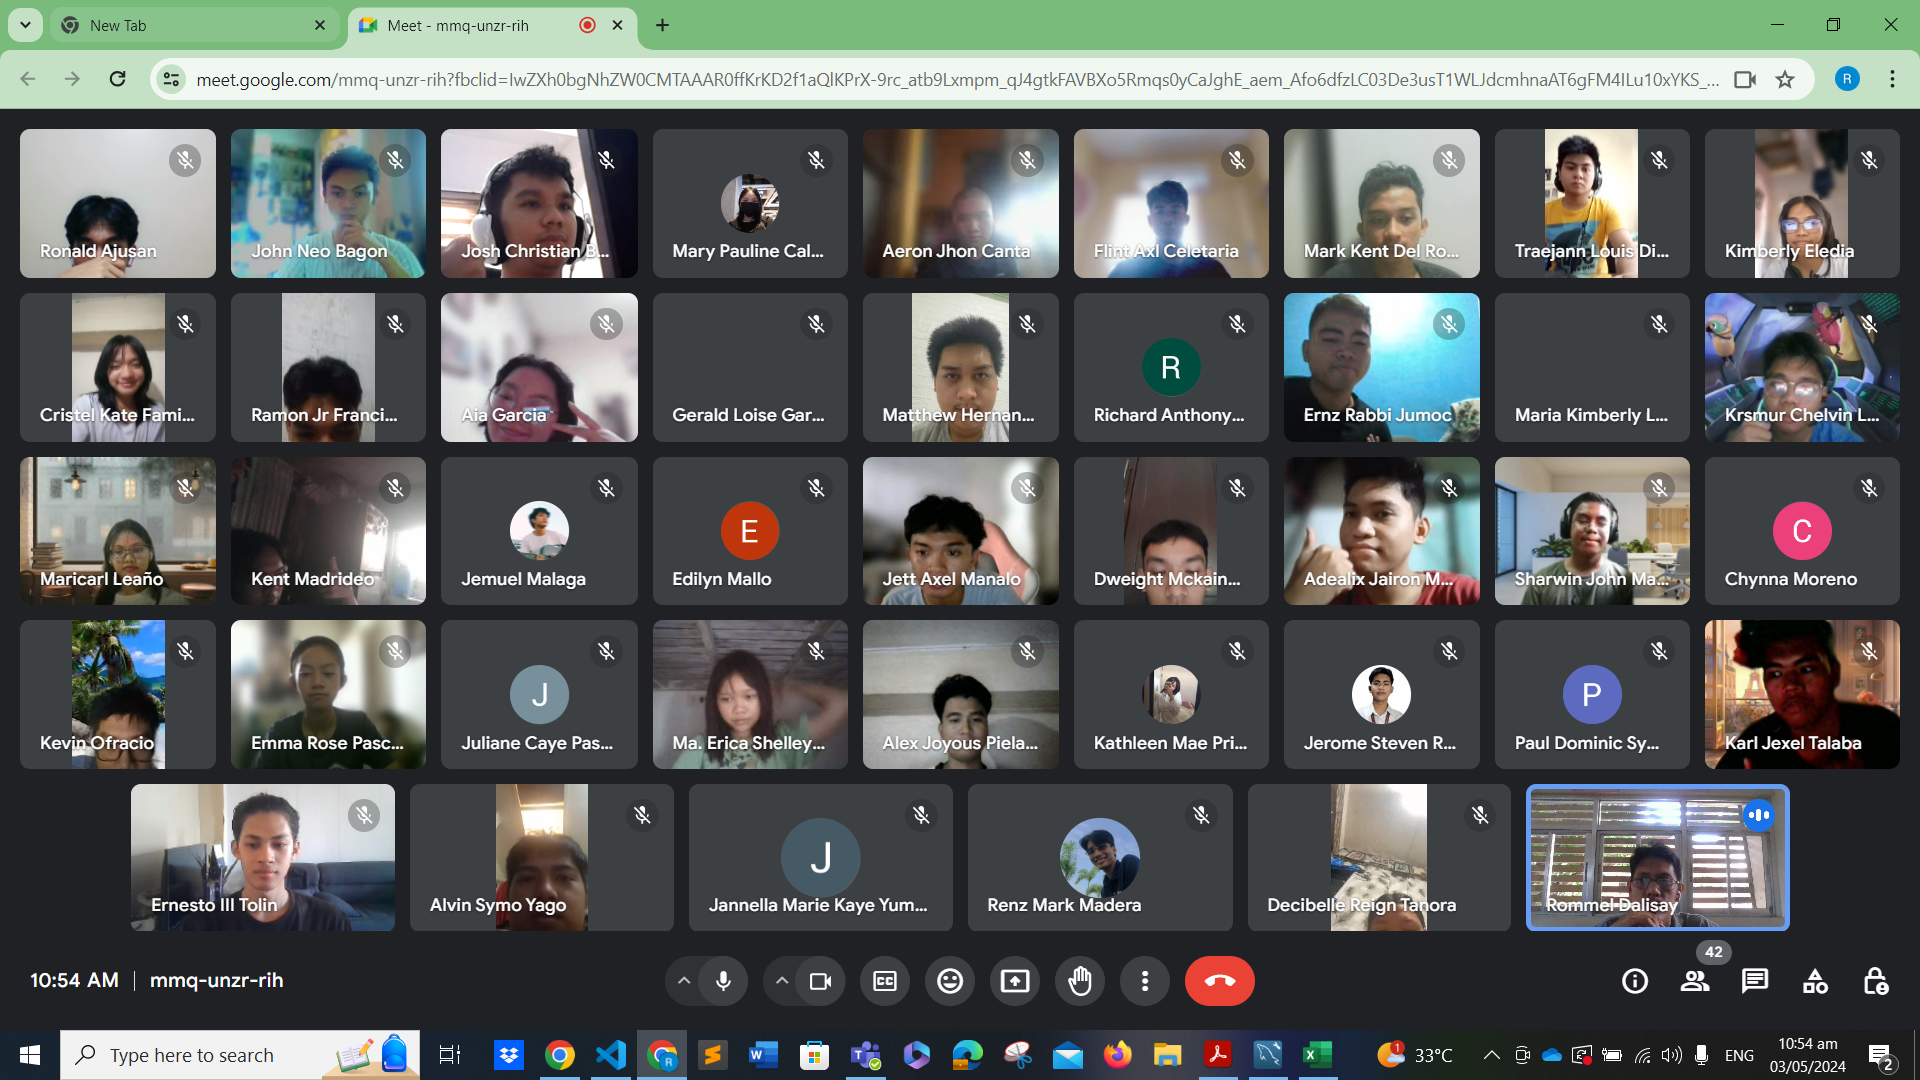 New Tab
Meet - mmq-unzr-rih
meet.google.com/mmq-unzr-rih?fbclid=IwZXh0bgNhZW0CMTAAAR0ffKrKD2f1aQlKPrX-9rc_atb9Lxmpm_qJ4gtkFAVBXo5Rmqs0yCaJghE_aem_Afo6dfzLC03De3usT1WLJdcmhnaAT6gFM4ILu10xYKS_...
R
Ronald Ajusan
John Neo Bagon
Josh Christian B...
Mary Pauline Cal...
Aeron Jhon Canta
Flint Axl Celetaria
Mark Kent Del Ro...
Traejann Louis Di...
Kimberly Eledia
Cristel Kate Fami...
Ramon Jr Franci...
Aia Garcia
Gerald Loise Gar...
Matthew Hernan...
R
Richard Anthony...
Ernz Rabbi Jumoc
Maria Kimberly L...
Krsmur Chelvin L...
Maricarl Leaño
Kent Madrideo
Jemuel Malaga
E
Edilyn Mallo
Jett Axel Manalo
Dweight Mckain...
Adealix Jairon M...
Sharwin John Ma...
C
Chynna Moreno
Kevin Ofracio
Emma Rose Pasc...
J
Juliane Caye Pas...
Ma. Erica Shelley...
Alex Joyous Piela...
Kathleen Mae Pri...
Jerome Steven R...
P
Paul Dominic Sy...
Karl Jexel Talaba
Ernesto III Tolin
Alvin Symo Yago
J
Jannella Marie Kaye Yum...
Renz Mark Madera
Decibelle Reign Tanora
Rommel Dalisay
42
10:54 AM | mmq-unzr-rih
Type here to search
1
33°C
ENG
10:54 am
03/05/2024
2